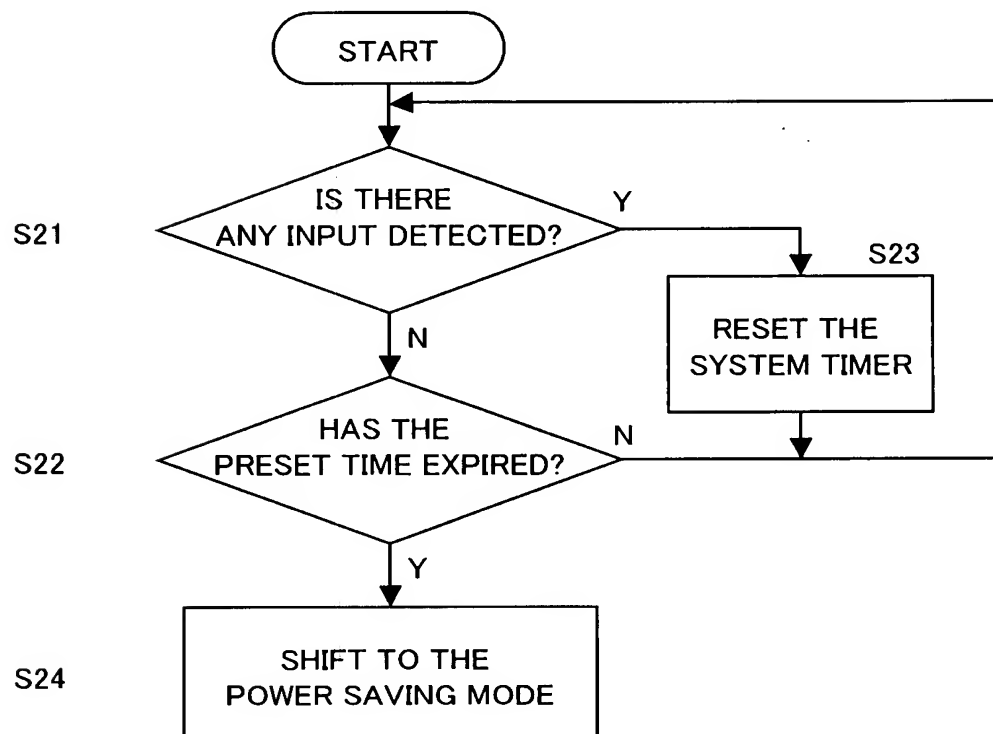 START
IS THERE
ANY INPUT DETECTED?
Y
S21
S23
RESET THE
SYSTEM TIMER
N
HAS THE
PRESET TIME EXPIRED?
N
S22
Y
SHIFT TO THE
POWER SAVING MODE
S24